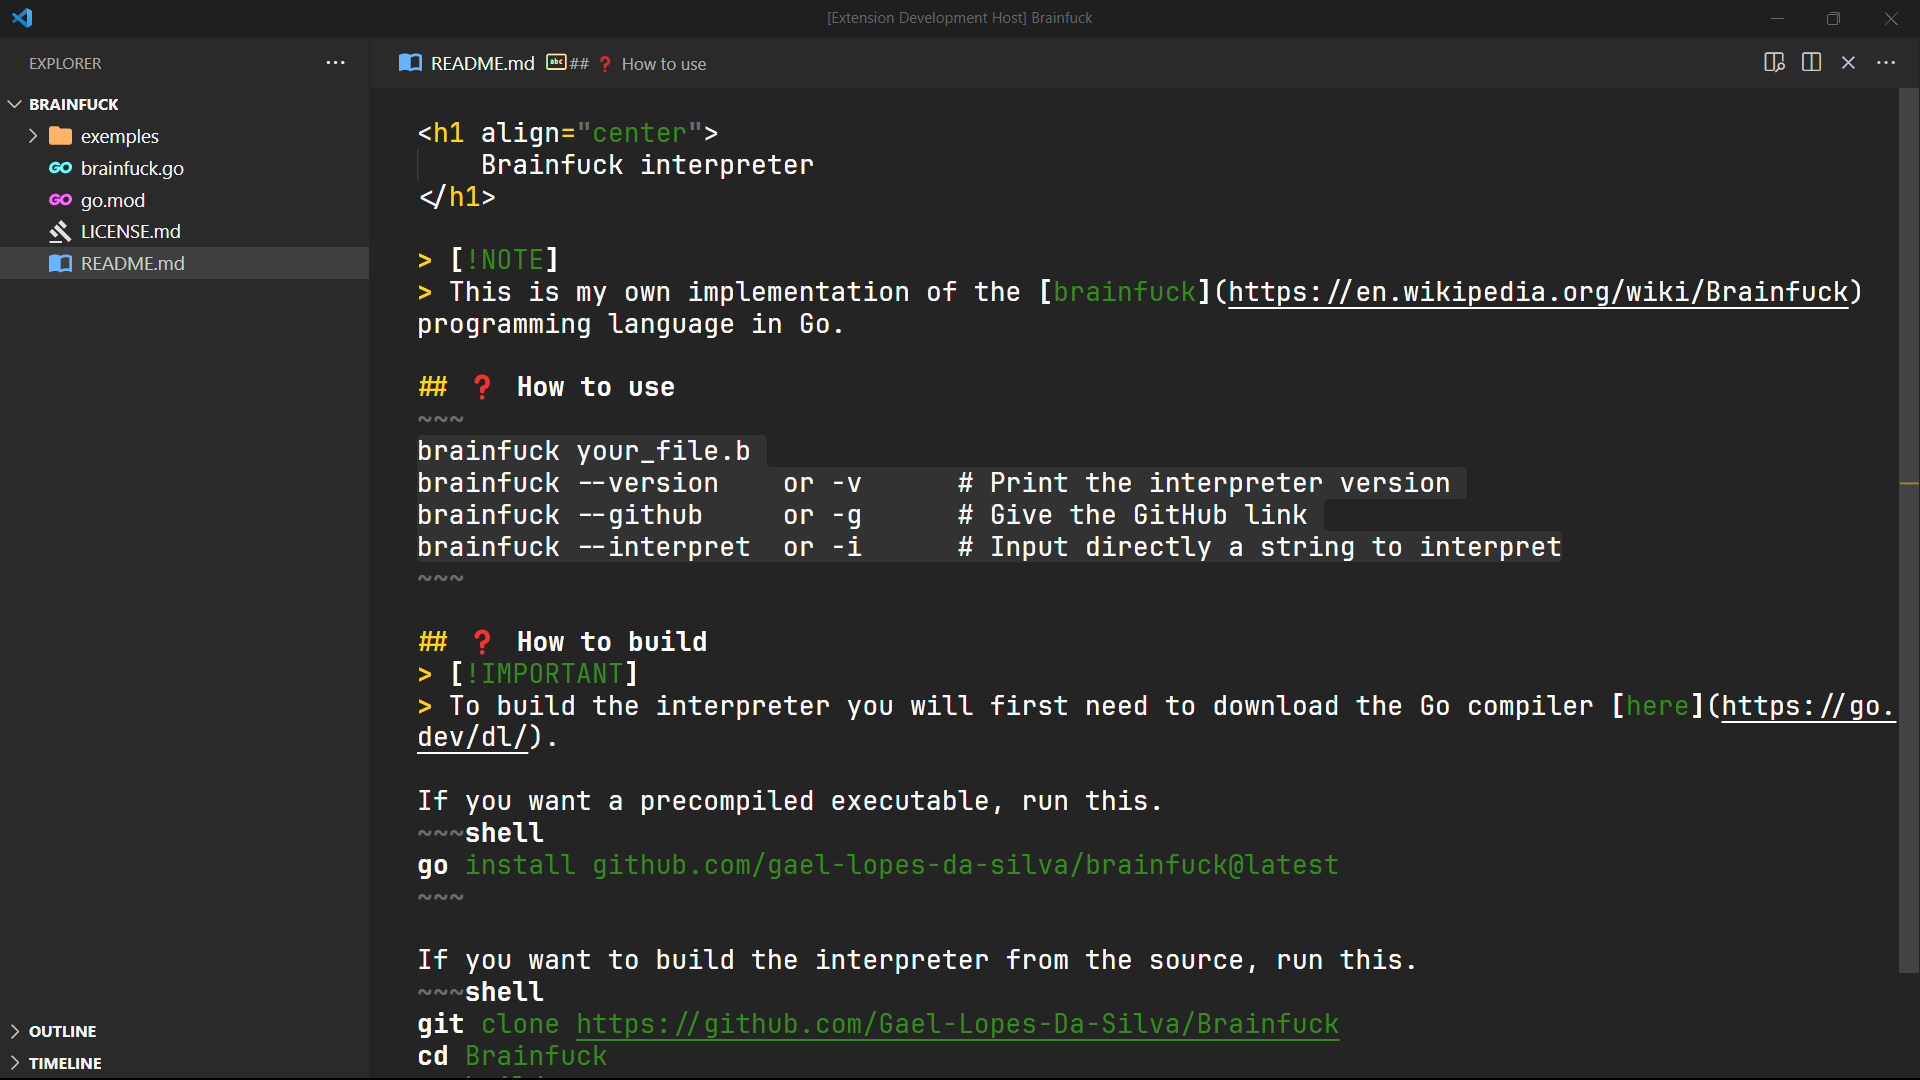 [Extension Development Host] Brainfuck
EXPLORER
BRAINFUCK
exemples
brainfuck.go
go.mod
LICENSE.md
README.md
OUTLINE
TIMELINE
README.md abc ## ❓ How to use
<h1 align="center">
Brainfuck interpreter
</h1>
> [!NOTE]
> This is my own implementation of the [brainfuck](https://en.wikipedia.org/wiki/Brainfuck)
programming language in Go.
## ❓ How to use
~~~
brainfuck your_file.b
brainfuck --version    or -v      # Print the interpreter version
brainfuck --github     or -g      # Give the GitHub link
brainfuck --interpret  or -i      # Input directly a string to interpret
~~~
## ❓ How to build
> [!IMPORTANT]
> To build the interpreter you will first need to download the Go compiler [here](https://go.
dev/dl/).
If you want a precompiled executable, run this.
~~~shell
go install github.com/gael-lopes-da-silva/brainfuck@latest
~~~
If you want to build the interpreter from the source, run this.
~~~shell
git clone https://github.com/Gael-Lopes-Da-Silva/Brainfuck
cd Brainfuck